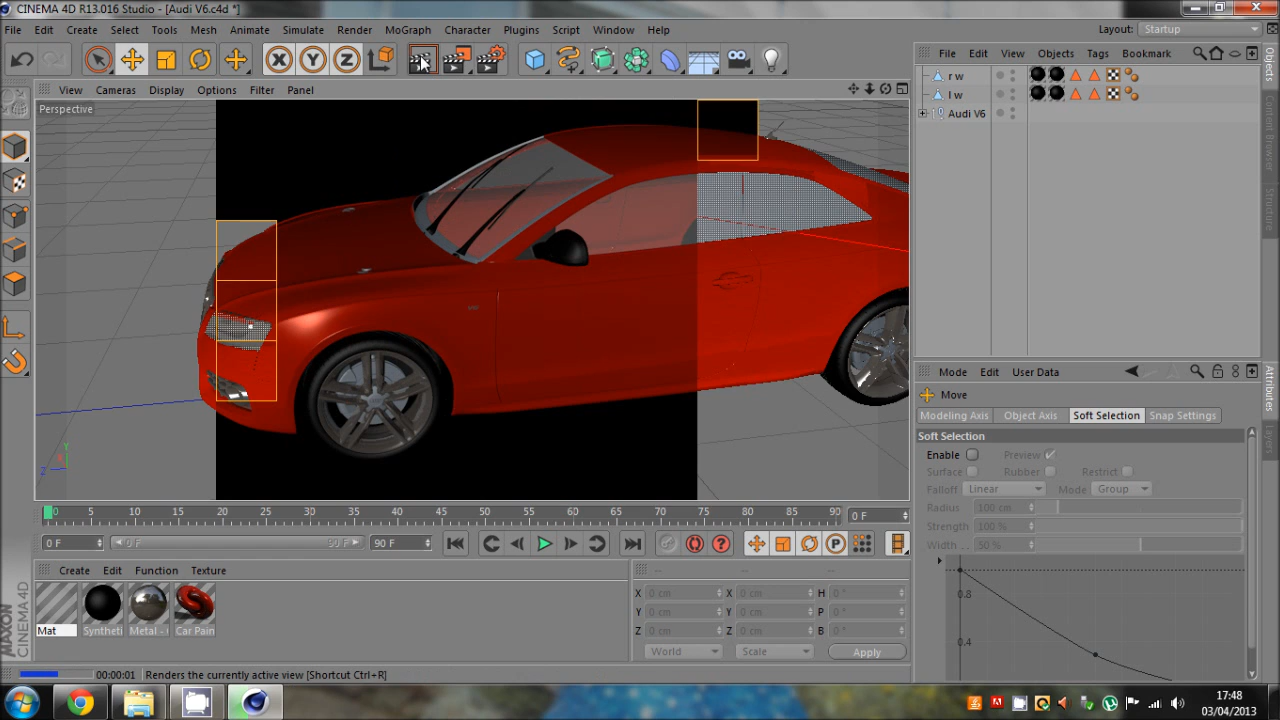 CINEMA 4D R13.016 Studio - [Audi V6.c4d *]
File Edit Create Select Tools Mesh Animate Simulate Render MoGraph Character Plugins Script Window Help
Layout: Startup
X Y Z
File Edit View Objects Tags Bookmark
View Cameras Display Options Filter Panel
Perspective
r w
l w
Audi V6
Objects
Content Browser
Structure
Y
X
Z
Mode Edit User Data
Move
Modeling Axis Object Axis Soft Selection Snap Settings
Soft Selection
Enable Preview
Surface Rubber Restrict
Falloff Linear Mode Group
Radius 100 cm
Strength 100 %
Width 50 %
0.8
0.4
Attributes
Layers
0 5 10 15 20 25 30 35 40 45 50 55 60 65 70 75 80 85 90 0 F
0 F 0 F 90 F 90 F
P
Create Edit Function Texture
-- -- --
X 0 cm X 0 cm H 0 °
Y 0 cm Y 0 cm P 0 °
Z 0 cm Z 0 cm B 0 °
World Scale Apply
Mat Syntheti Metal - Car Pain
MAXON
CINEMA 4D
00:00:01 Renders the currently active view [Shortcut Ctrl+R]
17:48
03/04/2013